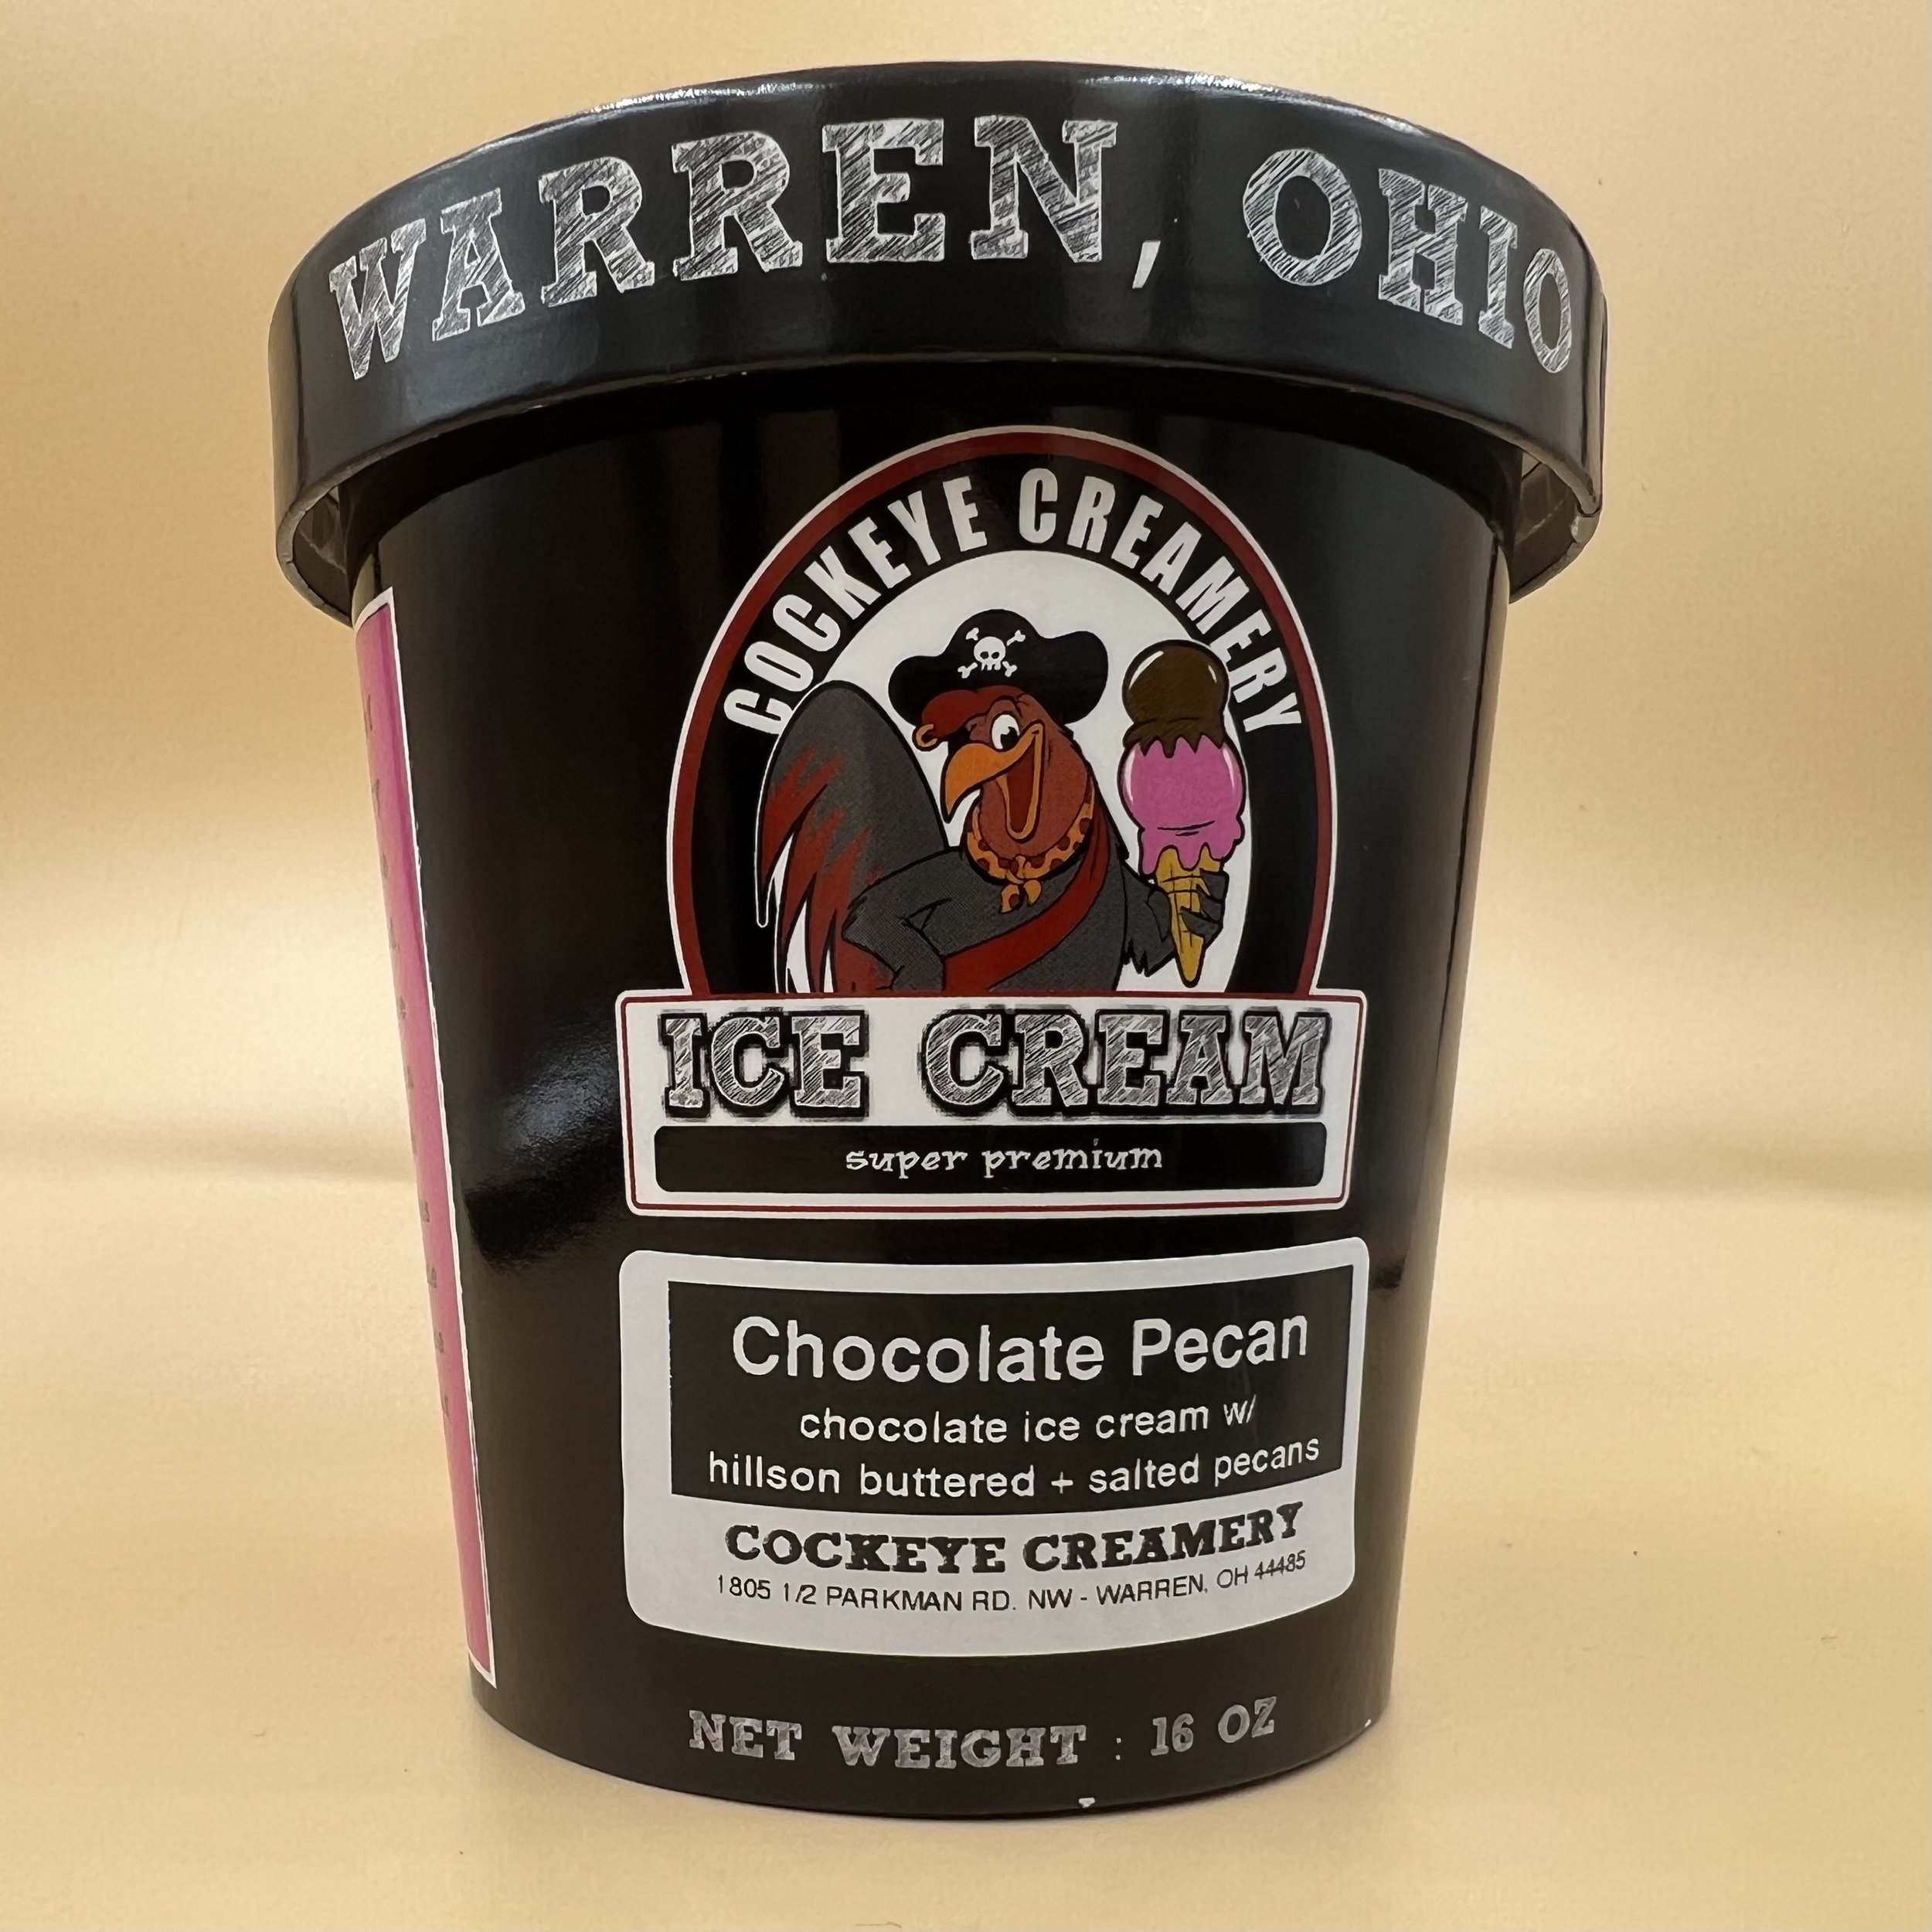 WARREN, OHIO
COCKEYE CREAMERY
ICE CREAM
super premium
Chocolate Pecan
chocolate ice cream w/
hillson buttered + salted pecans
COCKEYE CREAMERY
1805 1/2 PARKMAN RD. NW - WARREN, OH 44485
NET WEIGHT : 16 OZ